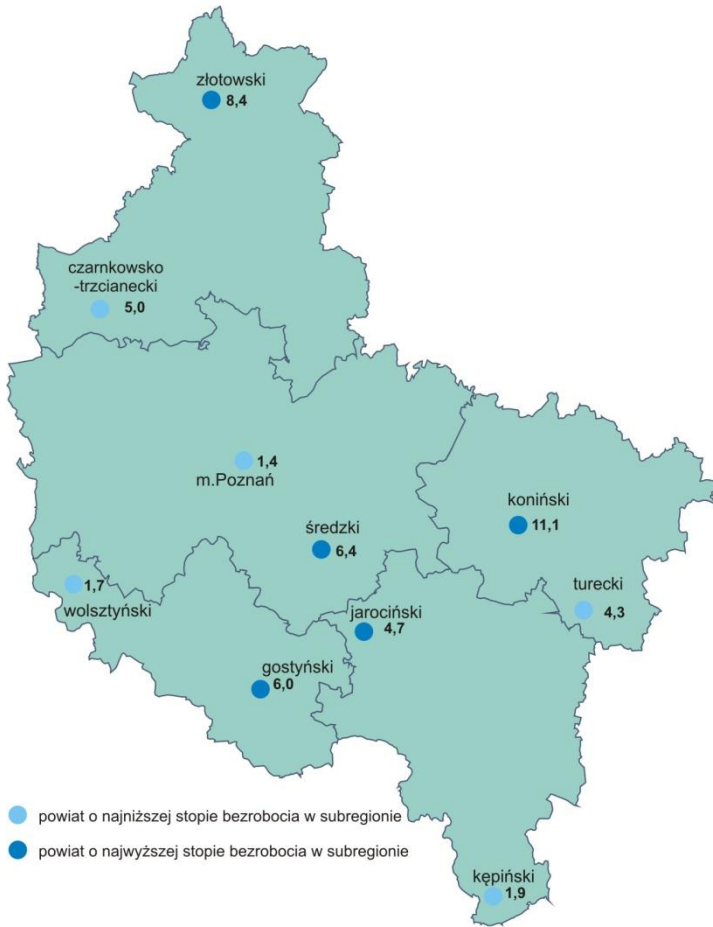 złotowski
8,4
czarnkowsko
-trzcianecki
5,0
1,4
m.Poznań
koniński
11,1
średzki
6,4
1,7
wolsztyński
turecki
4,3
jarociński
4,7
gostyński
6,0
powiat o najniższej stopie bezrobocia w subregionie
powiat o najwyższej stopie bezrobocia w subregionie
kępiński
1,9